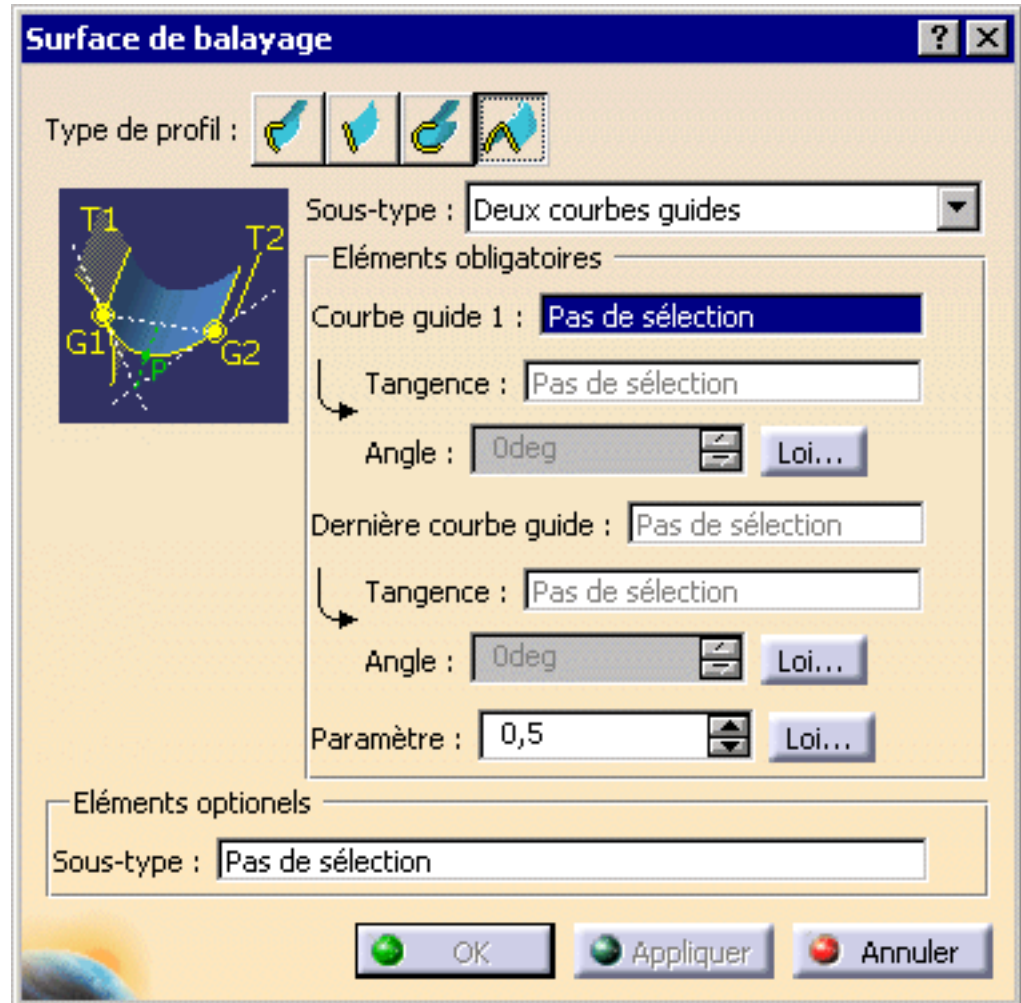 Surface de balayage
Type de profil :
T1
T2
G1
G2
P
Sous-type : Deux courbes guides
Eléments obligatoires
Courbe guide 1 : Pas de sélection
Tangence : Pas de sélection
Angle : 0deg Loi...
Dernière courbe guide : Pas de sélection
Tangence : Pas de sélection
Angle : 0deg Loi...
Paramètre : 0,5 Loi...
Eléments optionels
Sous-type : Pas de sélection
OK Appliquer Annuler